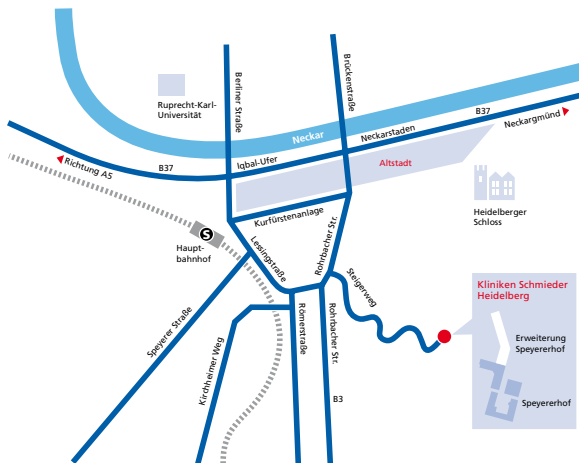 Berliner Straße
Brückenstraße
Ruprecht-Karl-
Universität
Neckar
B37
Neckargmünd
Neckarstaden
Iqbal-Ufer
Richtung A5
B37
Altstadt
Heidelberger
Schloss
Kurfürstenanlage
S
Haupt-
bahnhof
Lessingstraße
Rohrbacher Str.
Steigerweg
Kliniken Schmieder
Heidelberg
Erweiterung
Speyererhof
Speyererhof
Speyerer Straße
Kirchheimer Weg
Römerstraße
Rohrbacher Str.
B3